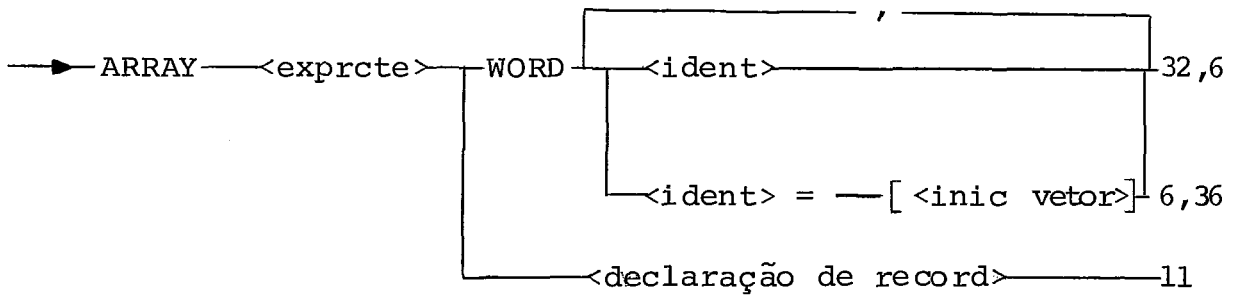 ,
ARRAY <exprcte> WORD <ident> 32,6
<ident> = [ <inic vetor>] 6,36
<declaração de record> 11